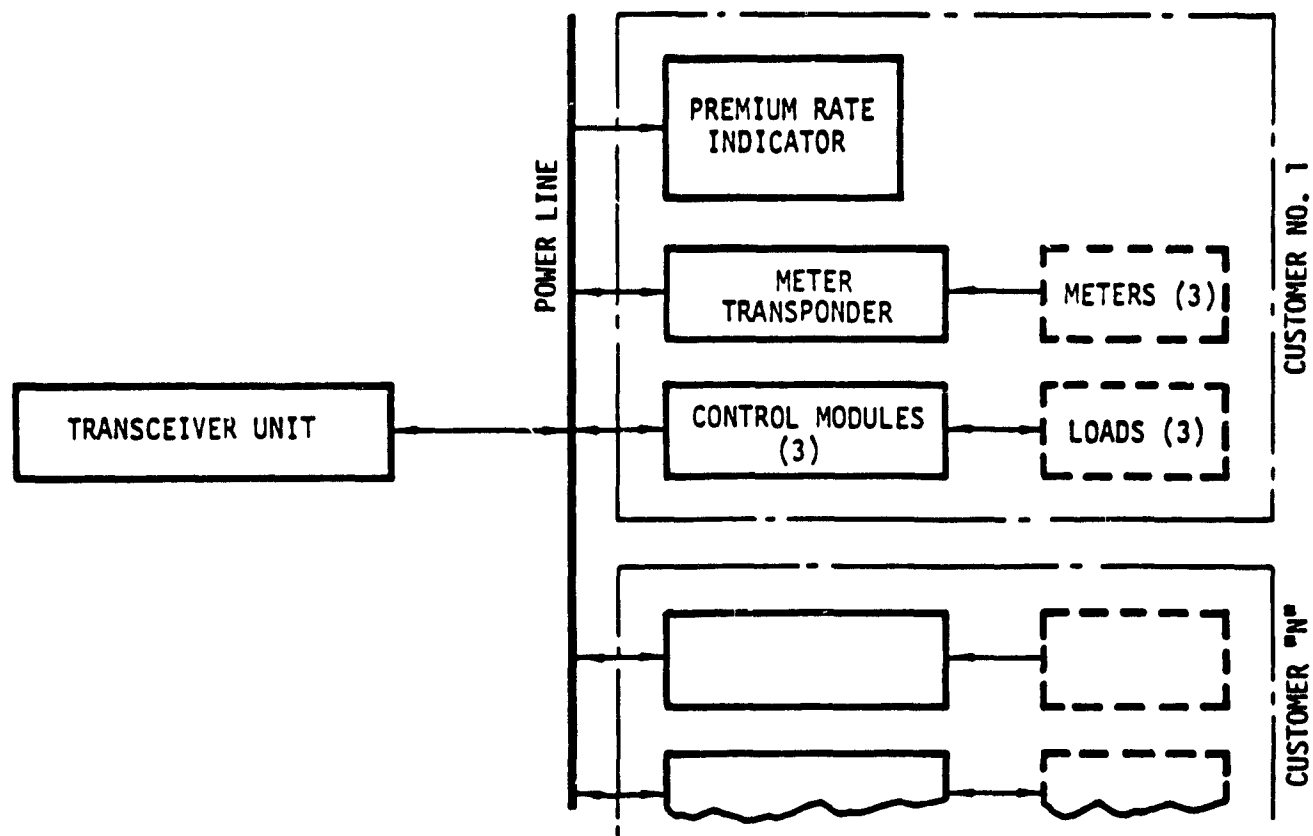 PREMIUM RATE
INDICATOR
POWER LINE
METER
TRANSPONDER
METERS (3)
CUSTOMER NO. 1
TRANSCEIVER UNIT
CONTROL MODULES
(3)
LOADS (3)
CUSTOMER "N"